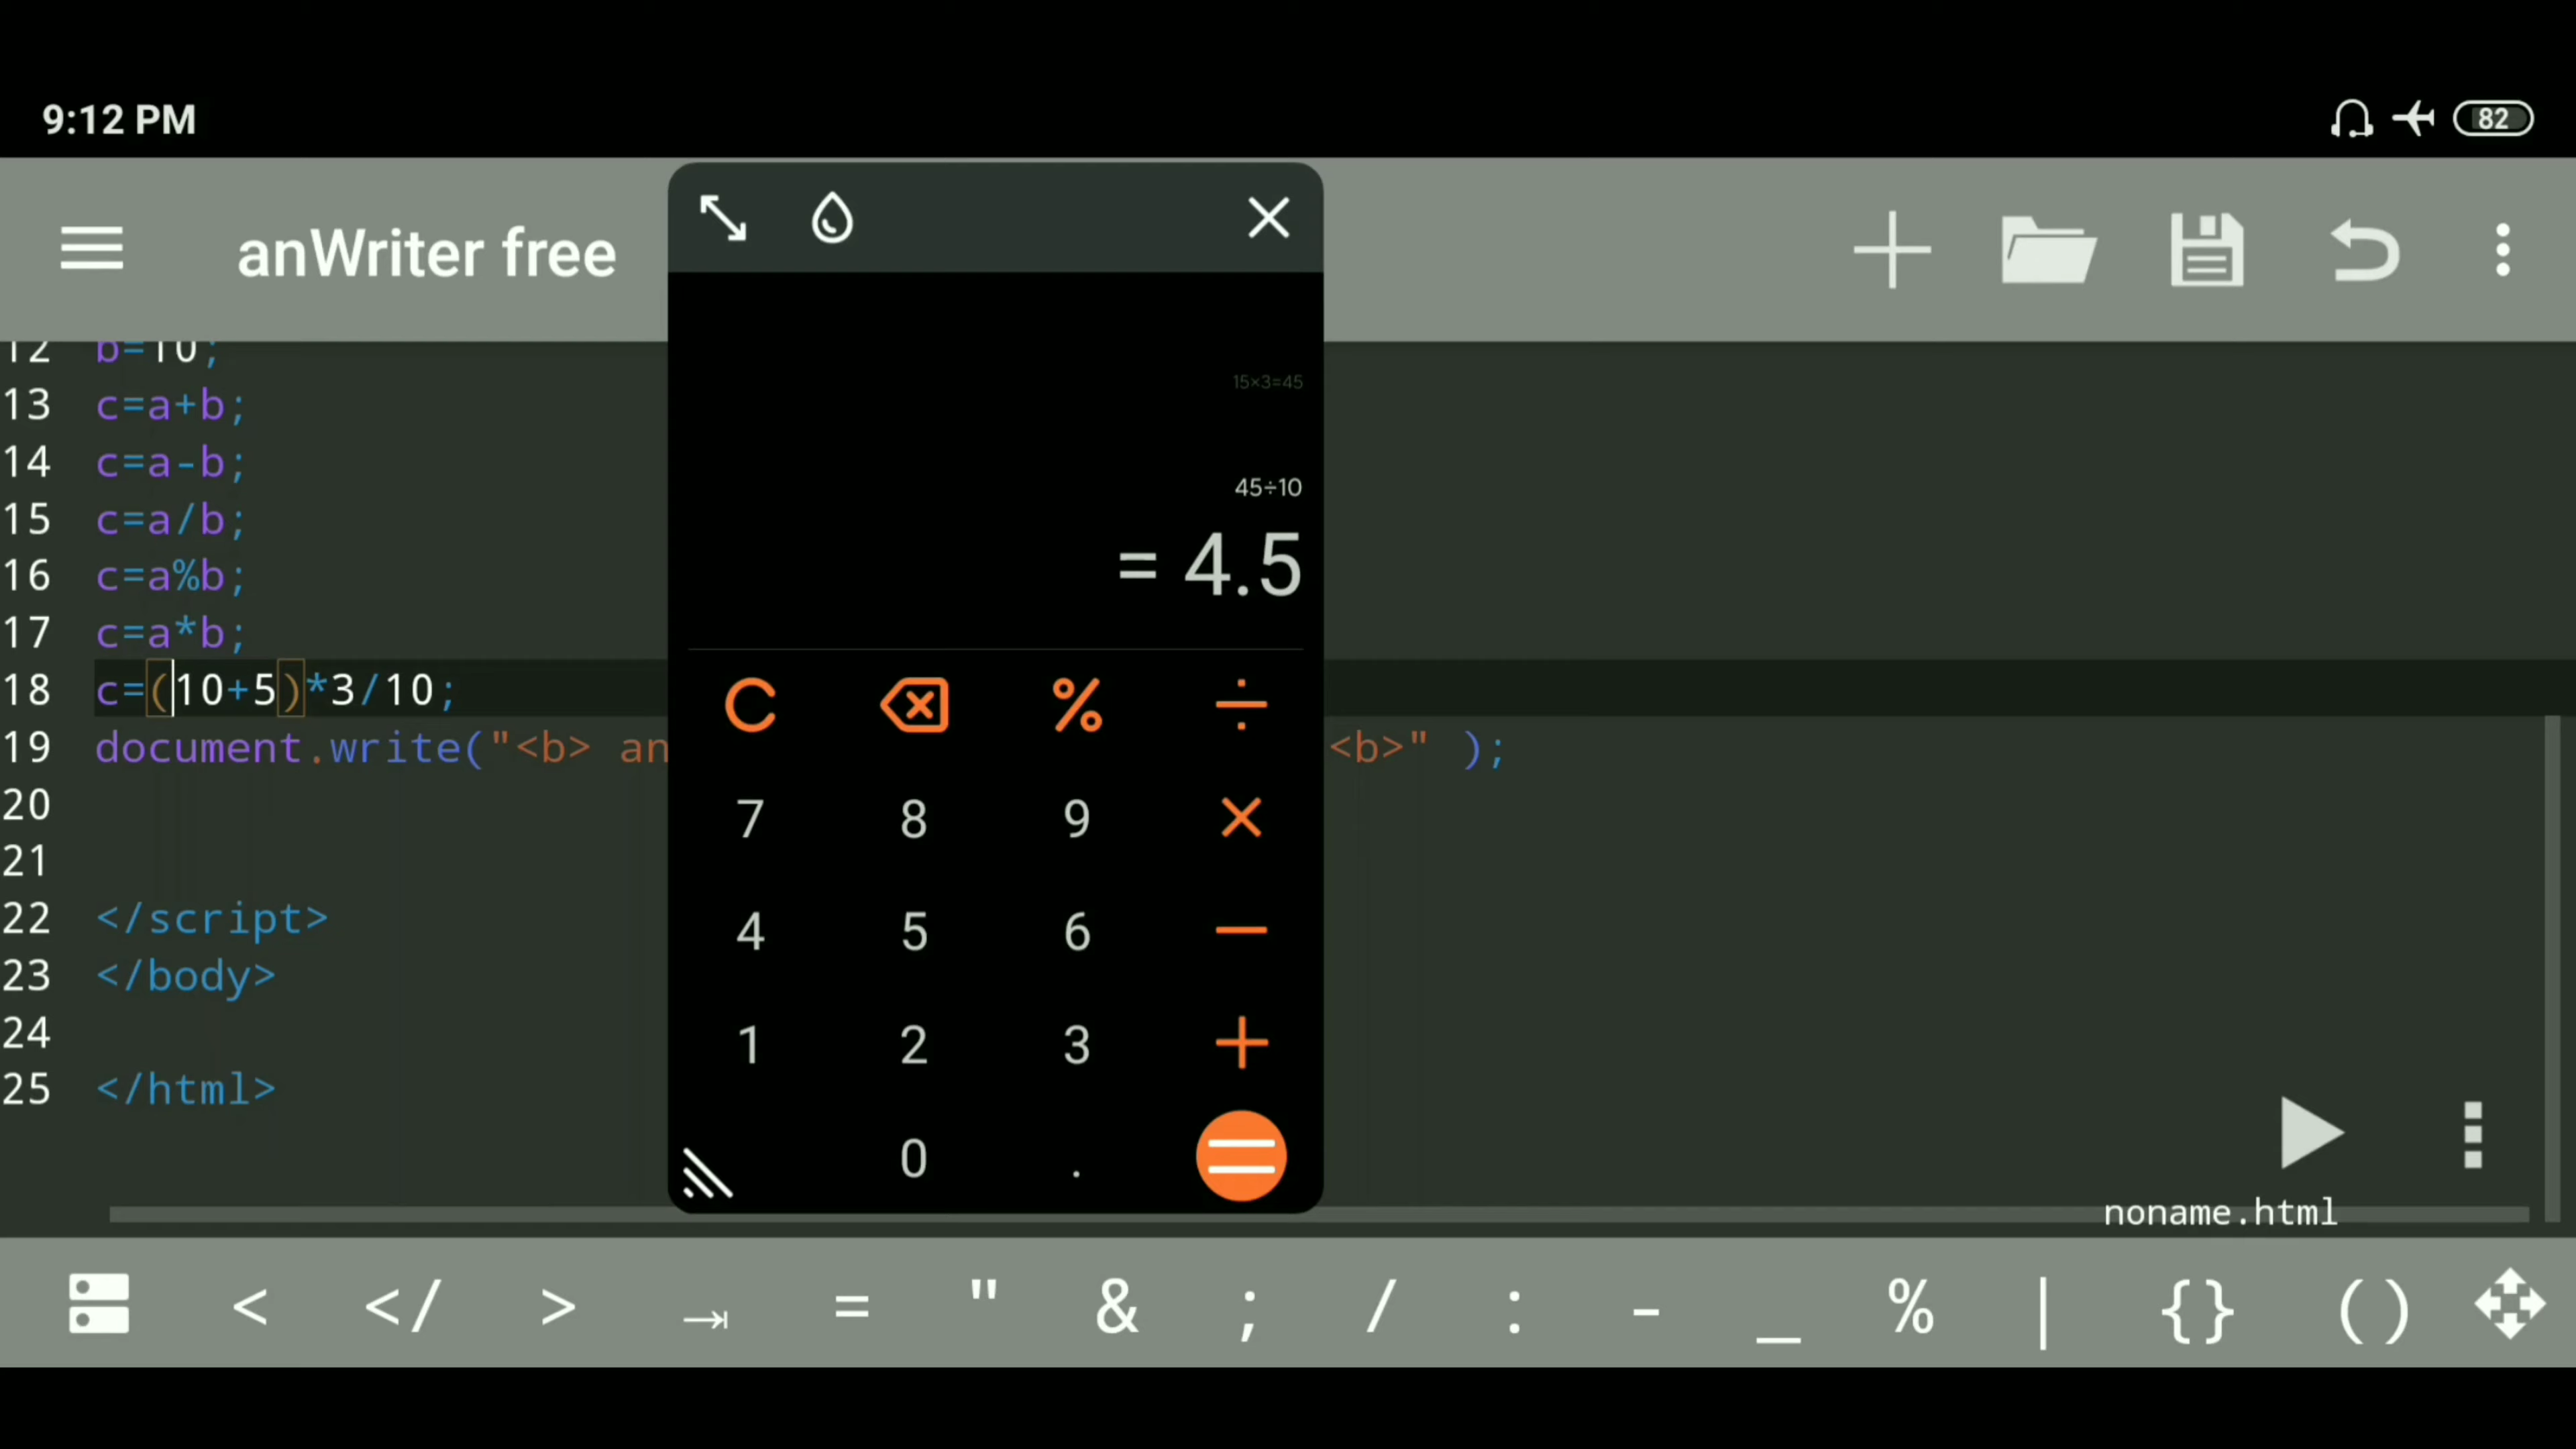 9:12 PM
82
anWriter free
12 b=10;
13 c=a+b;
14 c=a-b;
15 c=a/b;
16 c=a%b;
17 c=a*b;
18 c=(10+5)*3/10;
19 document.write("<b> an <b>" );
20
21
22 </script>
23 </body>
24
25 </html>
15×3=45
45÷10
= 4.5
C % ÷
7 8 9 ×
4 5 6 −
1 2 3 +
0 . =
noname.html
< </ > = " & ; / : - _ % | {} ()